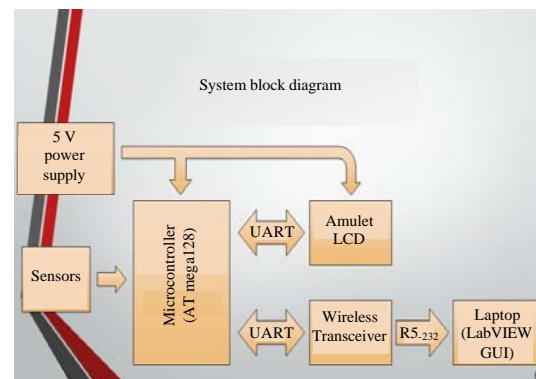 System block diagram
5 V
power
supply
Sensors
Microcontroller
(AT mega128)
UART
Amulet
LCD
UART
Wireless
Transceiver
R5-232
Laptop
(LabVIEW
GUI)